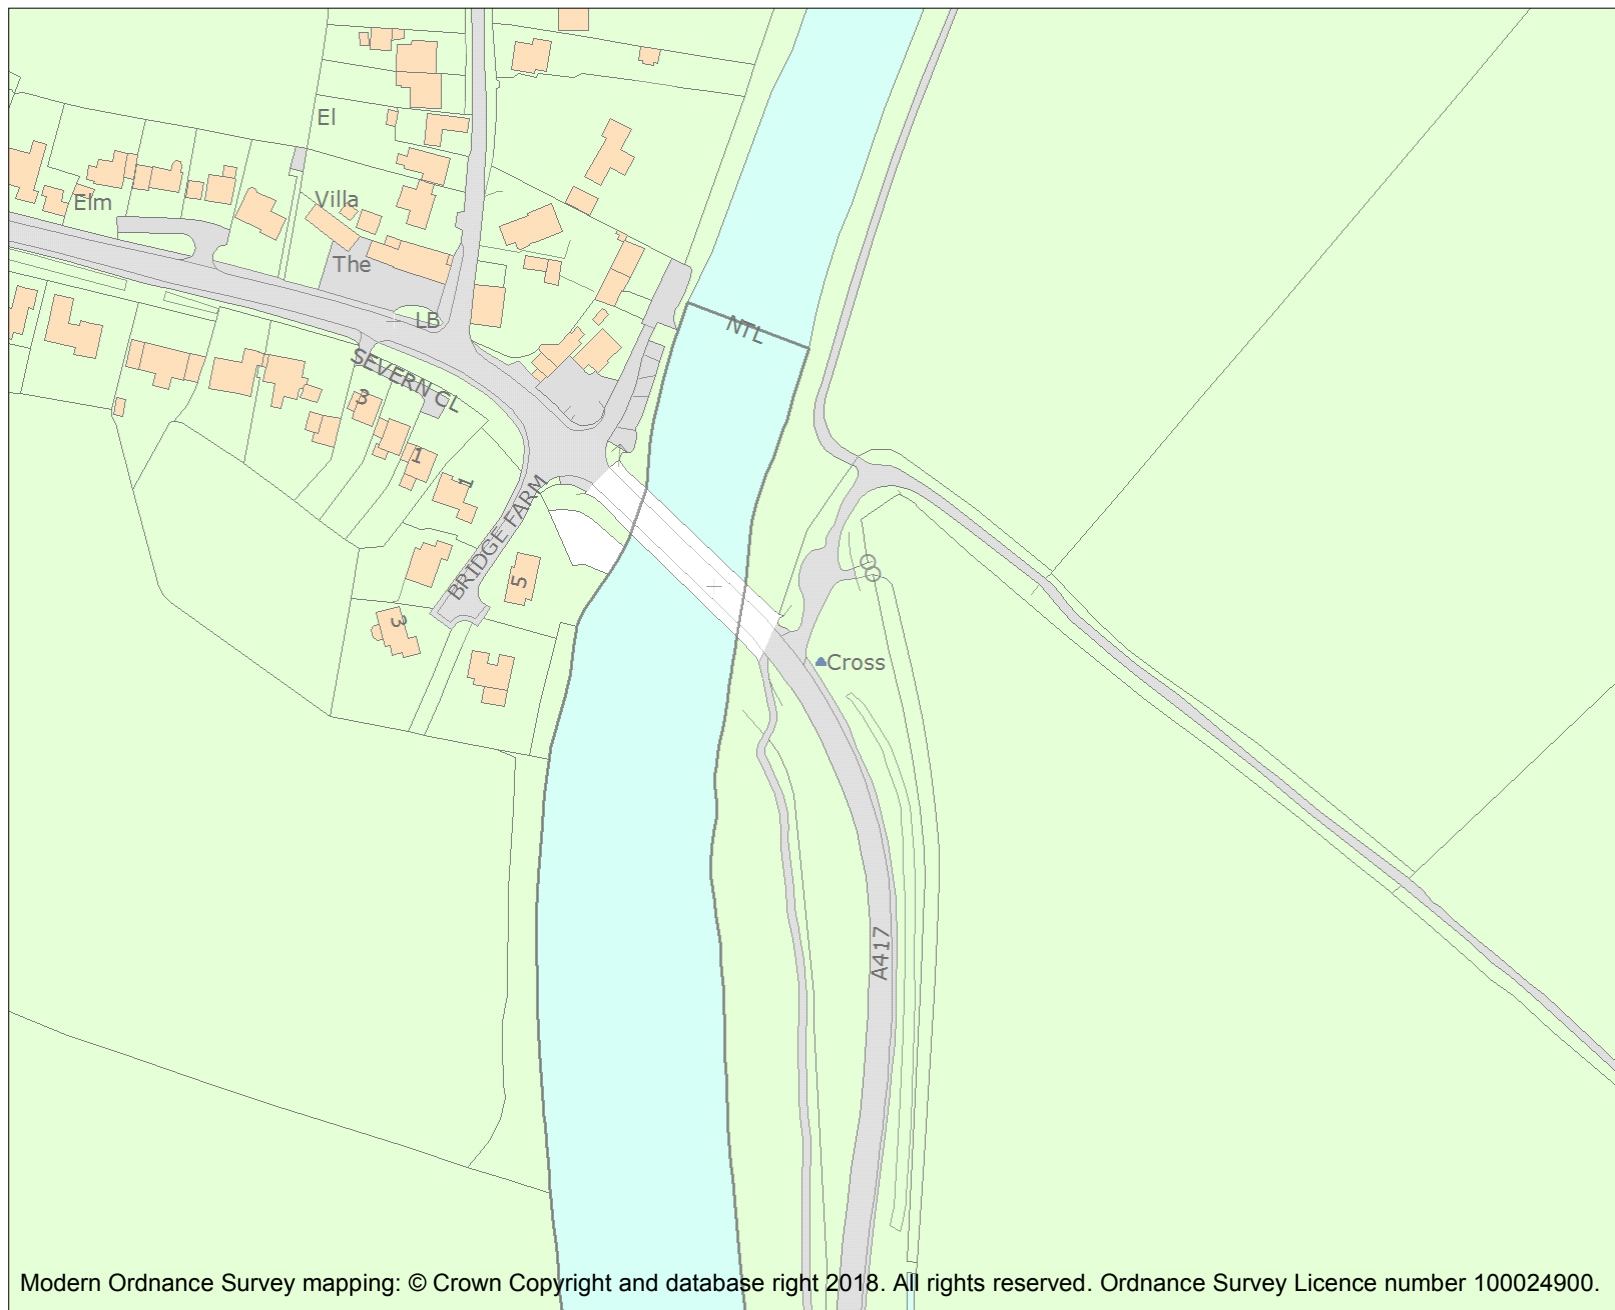 El
Elm
Villa
The
LB
NTL
SEVERN CL
3
1
1
BRIDGE FARM
5
3
Cross
A417
Modern Ordnance Survey mapping: © Crown Copyright and database right 2018. All rights reserved. Ordnance Survey Licence number 100024900.